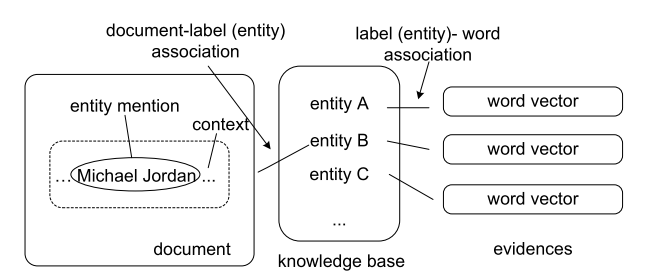 document-label (entity)
association
label (entity)- word
association
entity mention
context
... Michael Jordan ...
document
entity A
entity B
entity C
...
knowledge base
word vector
word vector
word vector
evidences